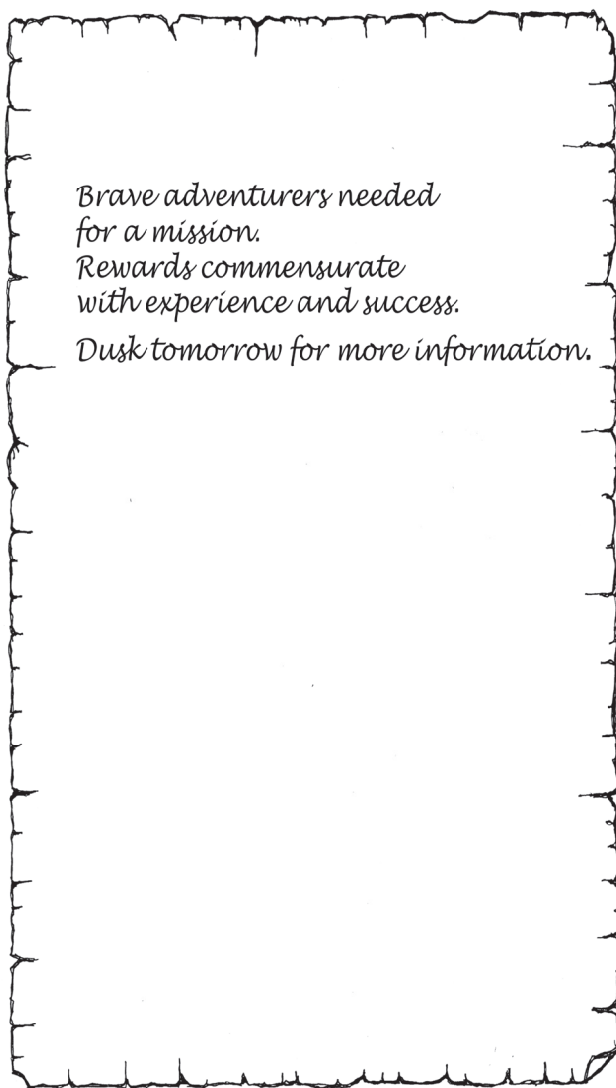 Brave adventurers needed
for a mission.
Rewards commensurate
with experience and success.
Dusk tomorrow for more information.